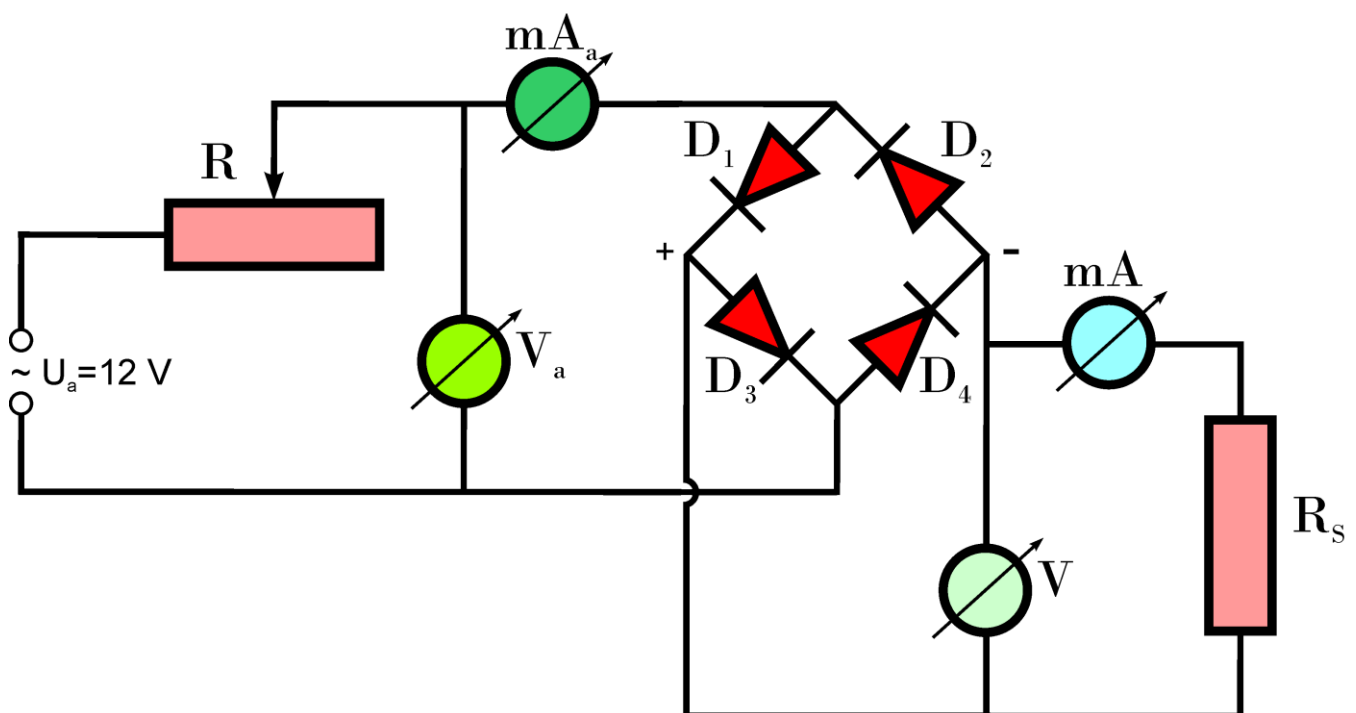 mAₐ
D₁
D₂
R
+
-
mA
~ Uₐ=12 V
Vₐ
D₃
D₄
Rₛ
V